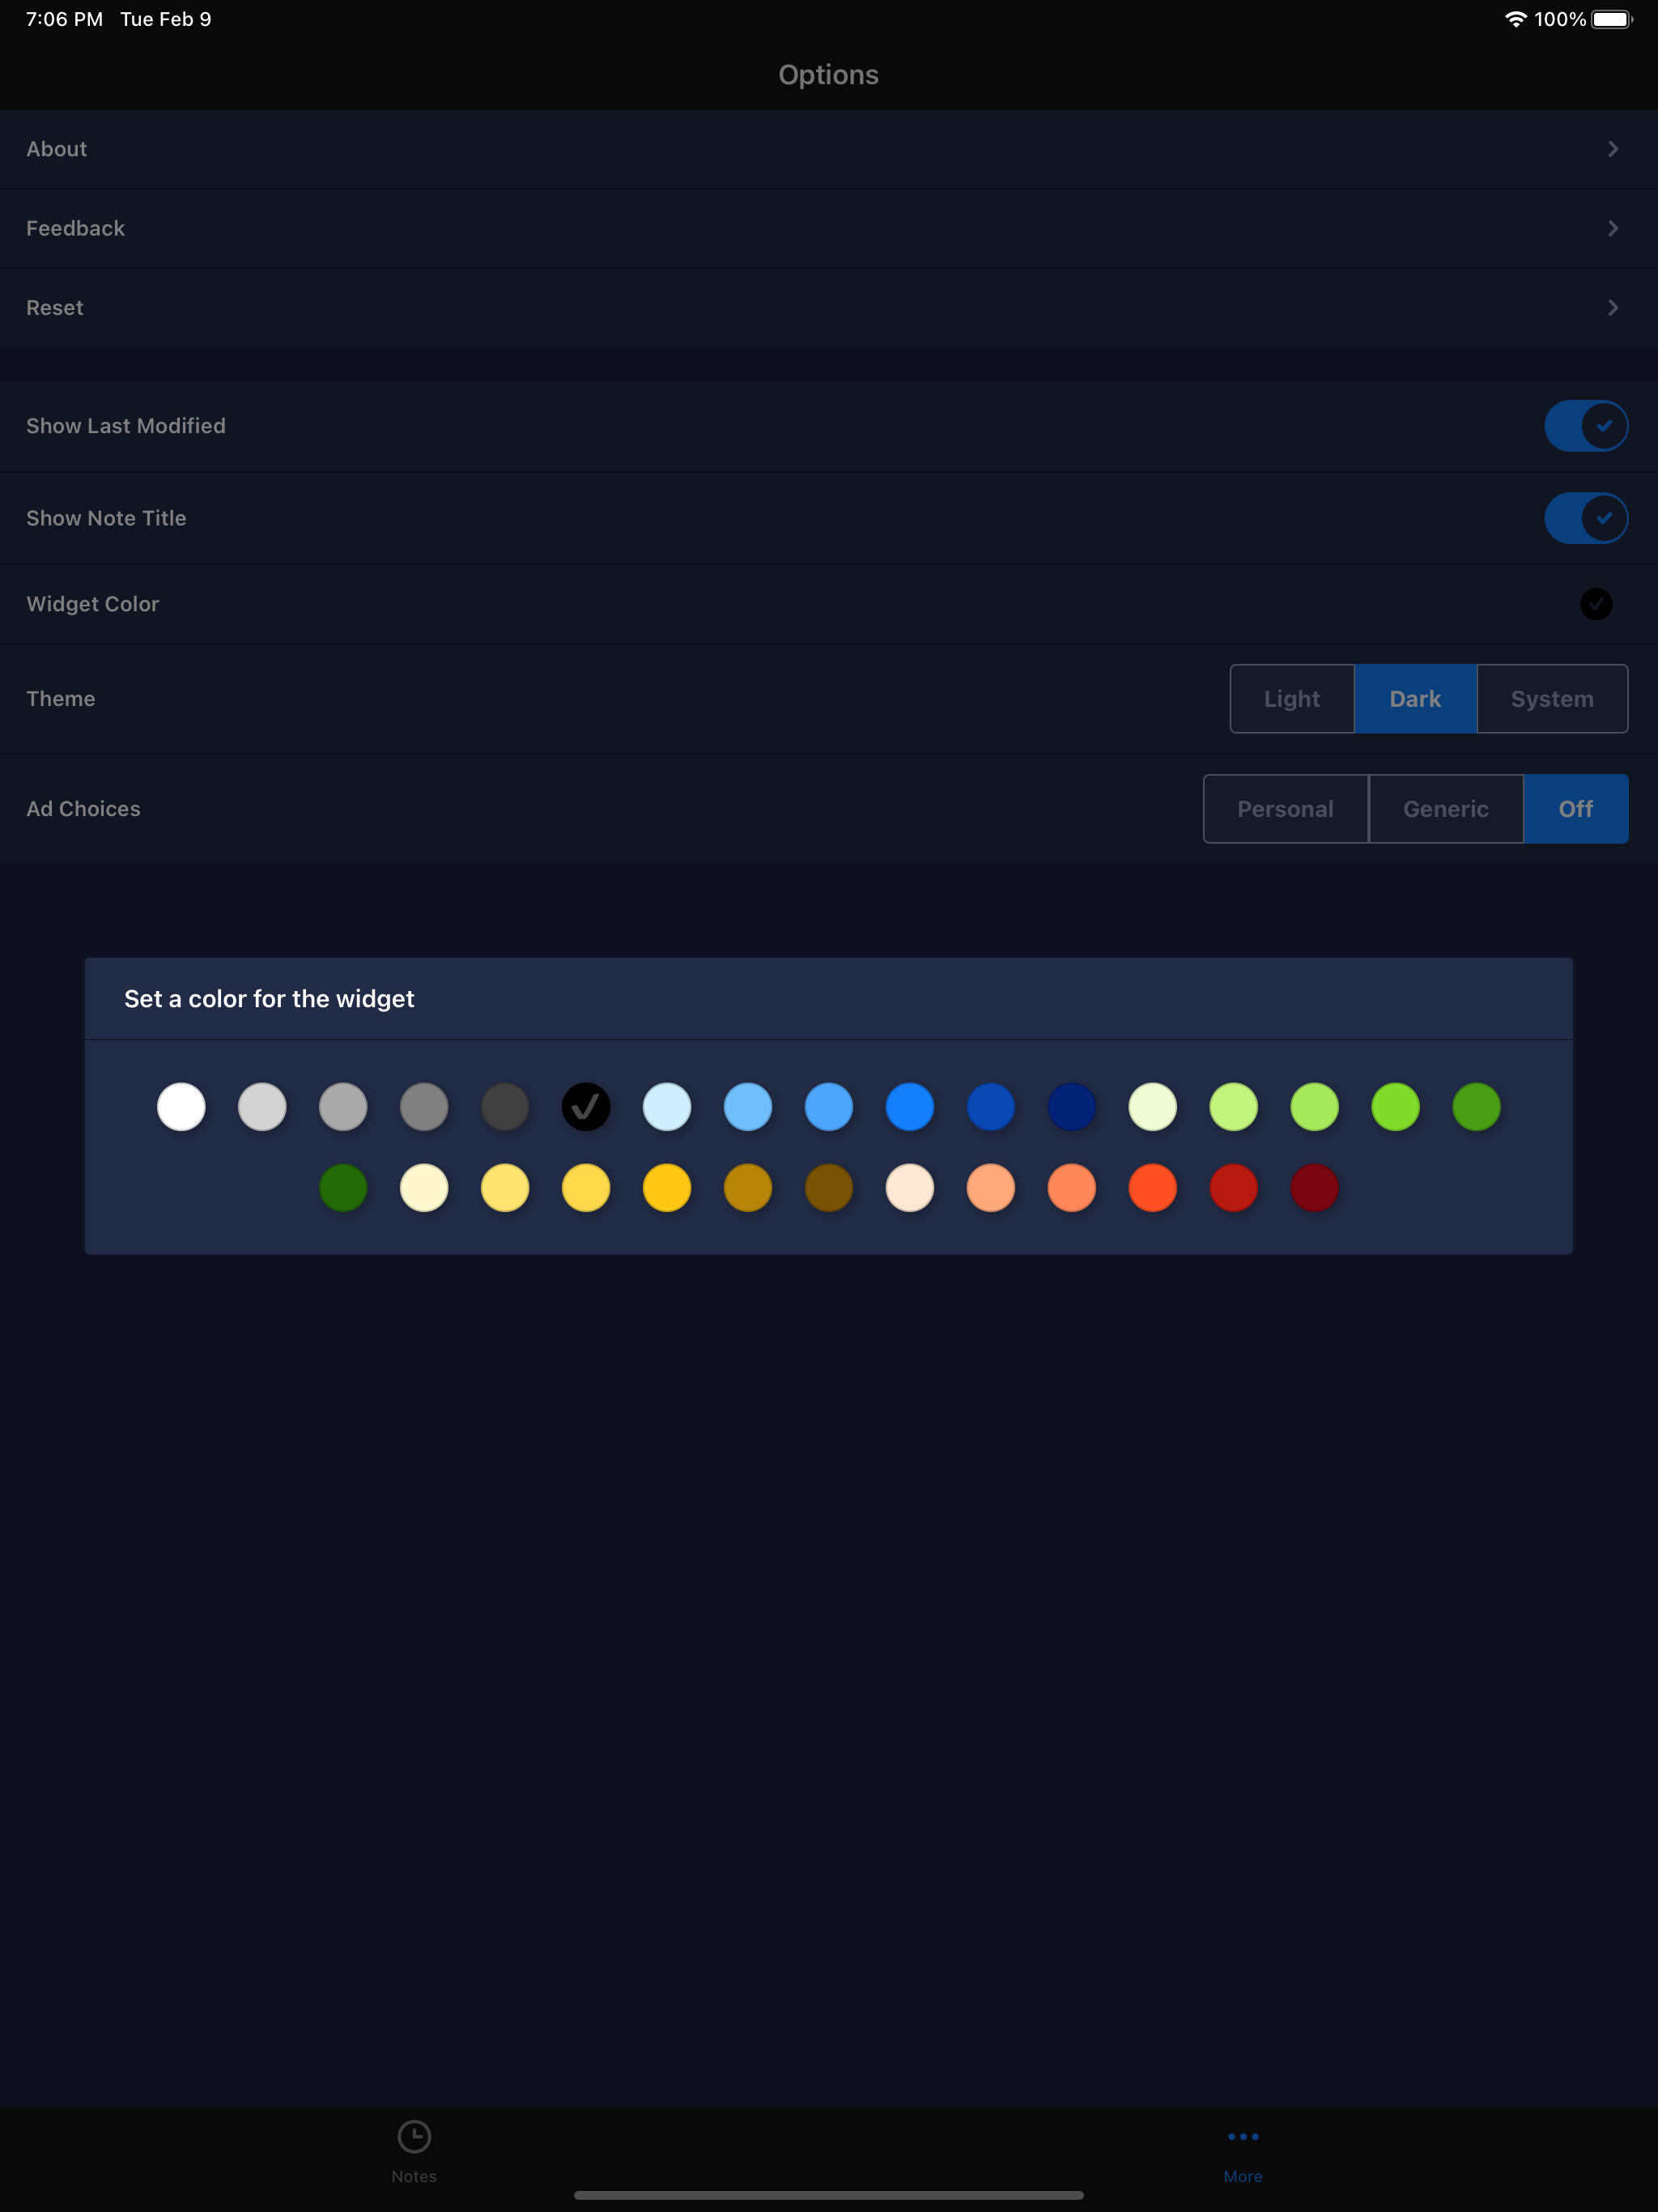 7:06 PM Tue Feb 9 100%
Options
About
Feedback
Reset
Show Last Modified
Show Note Title
Widget Color
Theme Light Dark System
Ad Choices Personal Generic Off
Set a color for the widget
Notes More